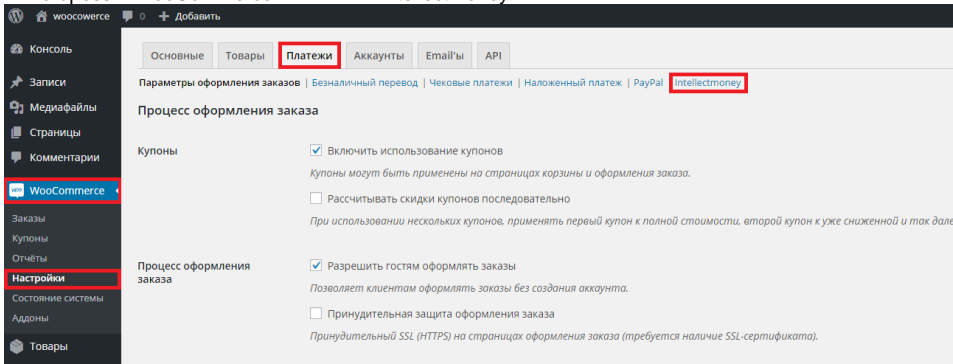 woocowerce 0 + Добавить
Консоль
Записи
Медиафайлы
Страницы
Комментарии
WooCommerce
Заказы
Купоны
Отчёты
Настройки
Состояние системы
Аддоны
Товары
Основные Товары Платежи Аккаунты Email'ы API
Параметры оформления заказов | Безналичный перевод | Чековые платежи | Наложенный платеж | PayPal Intellectmoney
Процесс оформления заказа
Купоны
Включить использование купонов
Купоны могут быть применены на страницах корзины и оформления заказа.
Рассчитывать скидки купонов последовательно
При использовании нескольких купонов, применять первый купон к полной стоимости, второй купон к уже сниженной и так дале
Процесс оформления
заказа
Разрешить гостям оформлять заказы
Позволяет клиентам оформлять заказы без создания аккаунта.
Принудительная защита оформления заказа
Принудительный SSL (HTTPS) на страницах оформления заказа (требуется наличие SSL-сертификата).